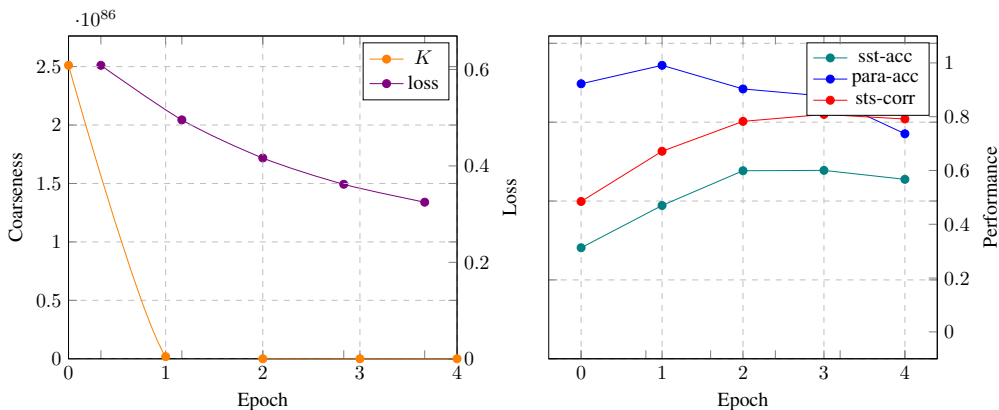 ·10^86
2.5
2
1.5
1
0.5
0
Coarseness
K
loss
0.6
0.4
0.2
0
Loss
0 1 2 3 4
Epoch
sst-acc
para-acc
sts-corr
1
0.8
0.6
0.4
0.2
0
Performance
0 1 2 3 4
Epoch